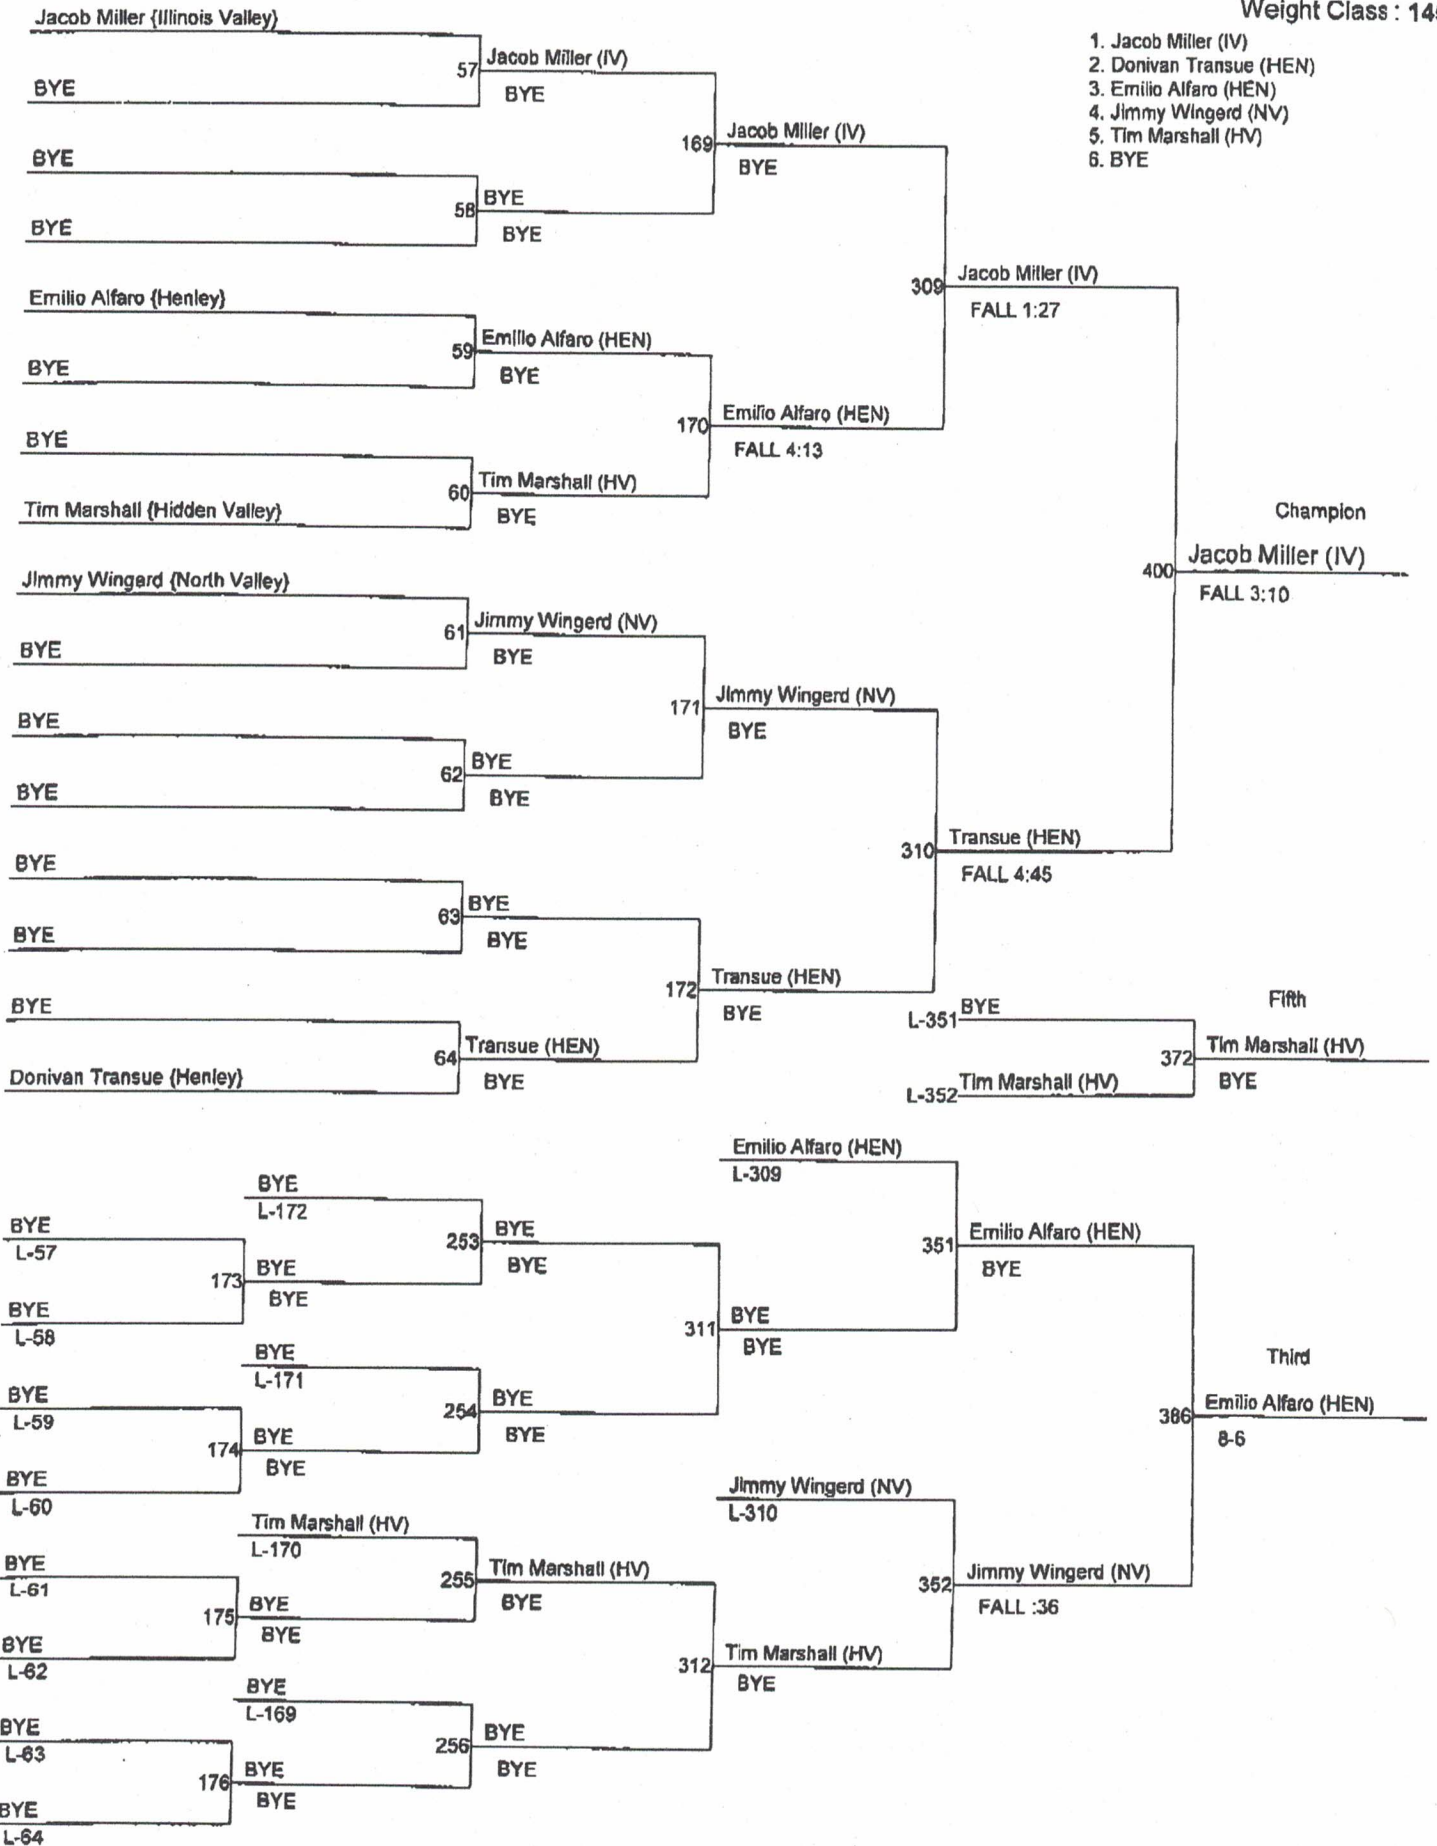 Weight Class : 14
1. Jacob Miller (IV)
2. Donivan Transue (HEN)
3. Emilio Alfaro (HEN)
4. Jimmy Wingerd (NV)
5. Tim Marshall (HV)
6. BYE
Jacob Miller {Illinois Valley}
57 Jacob Miller (IV)
BYE
BYE
169 Jacob Miller (IV)
BYE
BYE
58 BYE
BYE
BYE
309 Jacob Miller (IV)
FALL 1:27
Emilio Alfaro {Henley}
59 Emilio Alfaro (HEN)
BYE
BYE
170 Emilio Alfaro (HEN)
FALL 4:13
BYE
60 Tim Marshall (HV)
BYE
Tim Marshall {Hidden Valley}
Champion
400 Jacob Miller (IV)
FALL 3:10
Jimmy Wingerd {North Valley}
61 Jimmy Wingerd (NV)
BYE
BYE
171 Jimmy Wingerd (NV)
BYE
BYE
62 BYE
BYE
BYE
310 Transue (HEN)
FALL 4:45
BYE
63 BYE
BYE
BYE
172 Transue (HEN)
BYE
BYE
64 Transue (HEN)
BYE
Donivan Transue {Henley}
Fifth
L-351 BYE
372 Tim Marshall (HV)
BYE
L-352 Tim Marshall (HV)
Emilio Alfaro (HEN)
L-309
BYE
L-172
253 BYE
BYE
BYE
L-57
173 BYE
BYE
BYE
L-58
351 Emilio Alfaro (HEN)
BYE
311 BYE
BYE
BYE
L-171
254 BYE
BYE
BYE
L-59
174 BYE
BYE
BYE
L-60
Third
386 Emilio Alfaro (HEN)
8-6
Jimmy Wingerd (NV)
L-310
Tim Marshall (HV)
L-170
255 Tim Marshall (HV)
BYE
BYE
L-61
175 BYE
BYE
BYE
L-62
352 Jimmy Wingerd (NV)
FALL :36
312 Tim Marshall (HV)
BYE
BYE
L-169
256 BYE
BYE
BYE
L-63
176 BYE
BYE
BYE
L-64